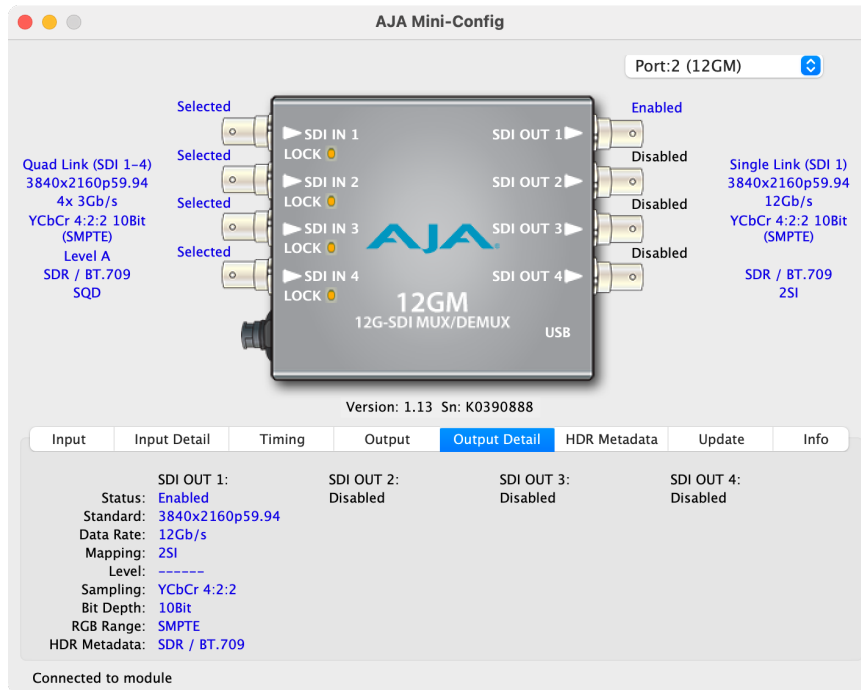 AJA Mini-Config
Port:2 (12GM)
Selected
Selected
Selected
Selected
Quad Link (SDI 1-4)
3840x2160p59.94
4x 3Gb/s
YCbCr 4:2:2 10Bit
(SMPTE)
Level A
SDR / BT.709
SQD
SDI IN 1
LOCK
SDI IN 2
LOCK
SDI IN 3
LOCK
SDI IN 4
LOCK
AJA
12GM
12G-SDI MUX/DEMUX
USB
SDI OUT 1
SDI OUT 2
SDI OUT 3
SDI OUT 4
Enabled
Disabled
Disabled
Disabled
Single Link (SDI 1)
3840x2160p59.94
12Gb/s
YCbCr 4:2:2 10Bit
(SMPTE)
SDR / BT.709
2SI
Version: 1.13 Sn: K0390888
Input Input Detail Timing Output Output Detail HDR Metadata Update Info
SDI OUT 1: SDI OUT 2: SDI OUT 3: SDI OUT 4:
Status: Enabled Disabled Disabled Disabled
Standard: 3840x2160p59.94
Data Rate: 12Gb/s
Mapping: 2SI
Level: ------
Sampling: YCbCr 4:2:2
Bit Depth: 10Bit
RGB Range: SMPTE
HDR Metadata: SDR / BT.709
Connected to module